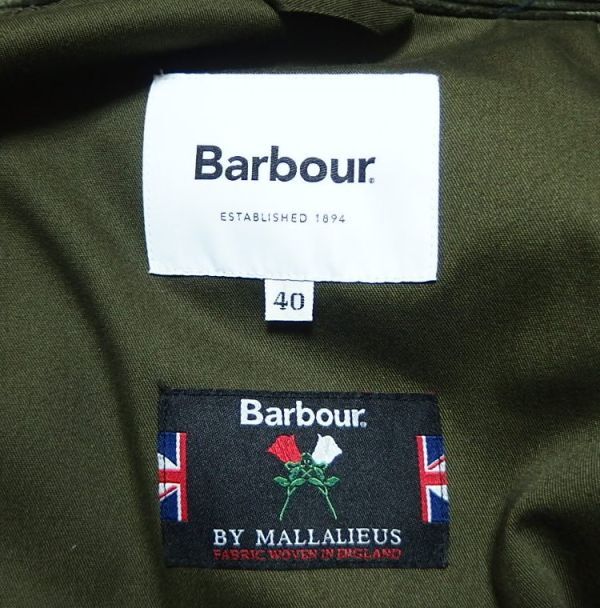 Barbour®
ESTABLISHED 1894
40
Barbour®
BY MALLALIEUS
FABRIC WOVEN IN ENGLAND